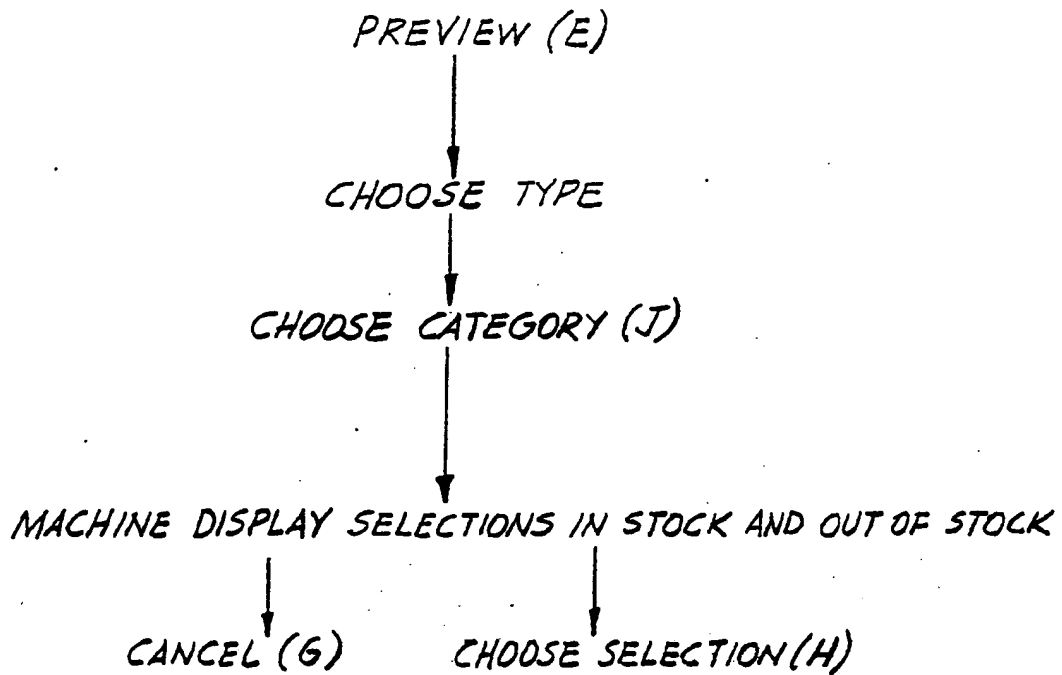 PREVIEW (E)
CHOOSE TYPE
CHOOSE CATEGORY (J)
MACHINE DISPLAY SELECTIONS IN STOCK AND OUT OF STOCK
CANCEL (G) CHOOSE SELECTION (H)